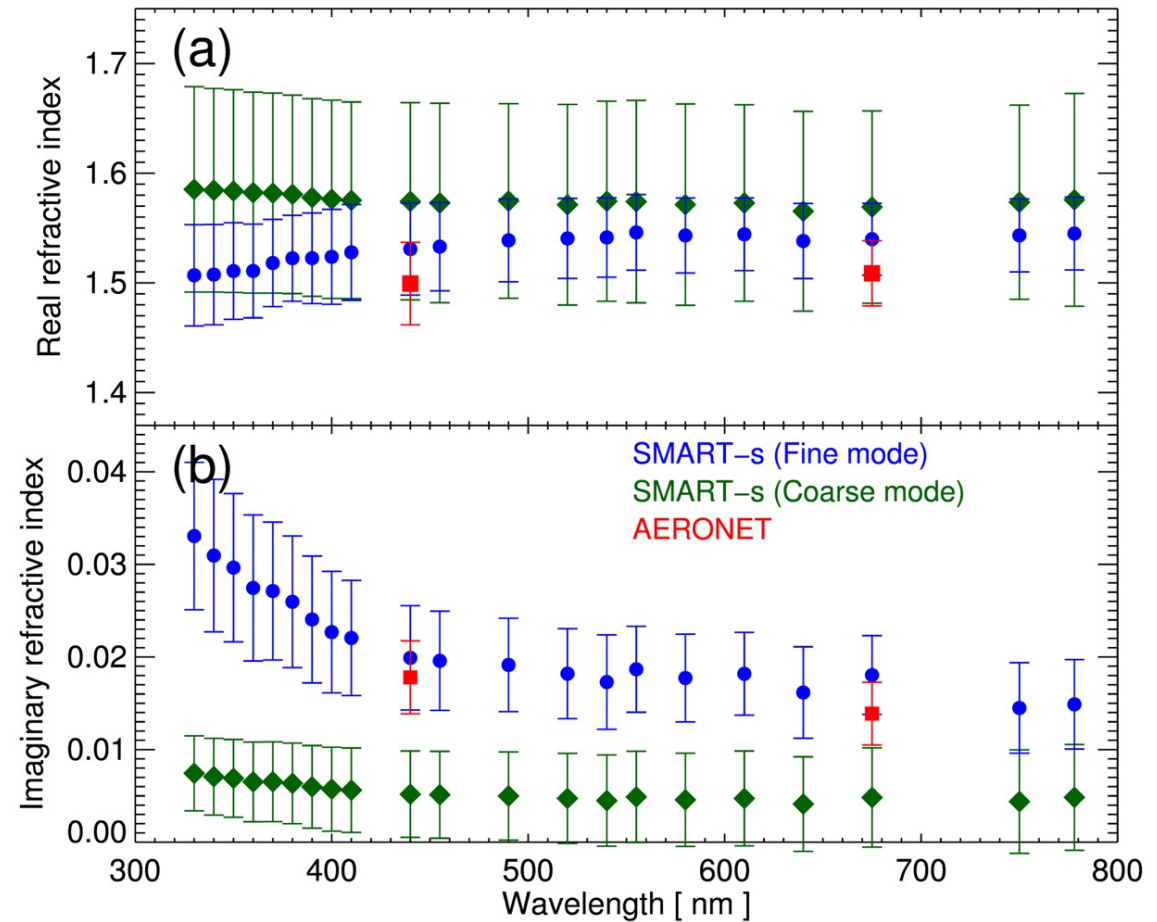 (a)
1.7
1.6
1.5
1.4
Real refractive index
(b)
SMART−s (Fine mode)
SMART−s (Coarse mode)
AERONET
0.04
0.03
0.02
0.01
0.00
Imaginary refractive index
300 400 500 600 700 800
Wavelength [ nm ]